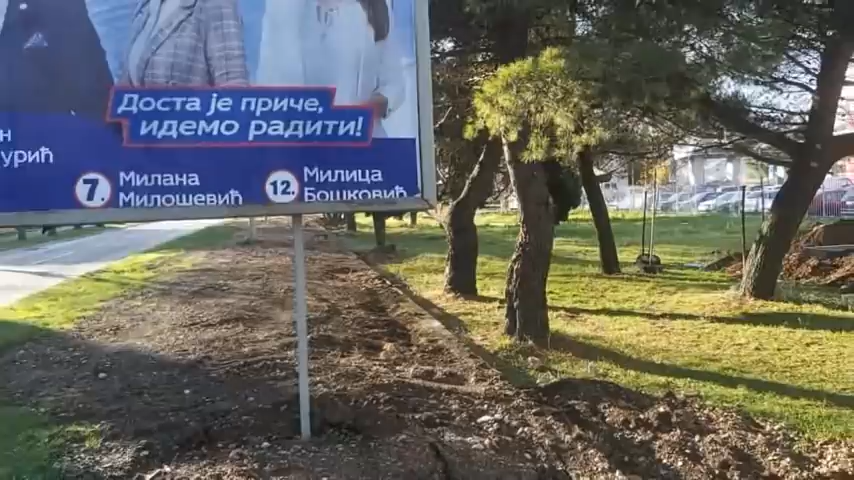 Доста је приче,
идемо радити!
7. Милана
Милошевић
12. Милица
Бошковић